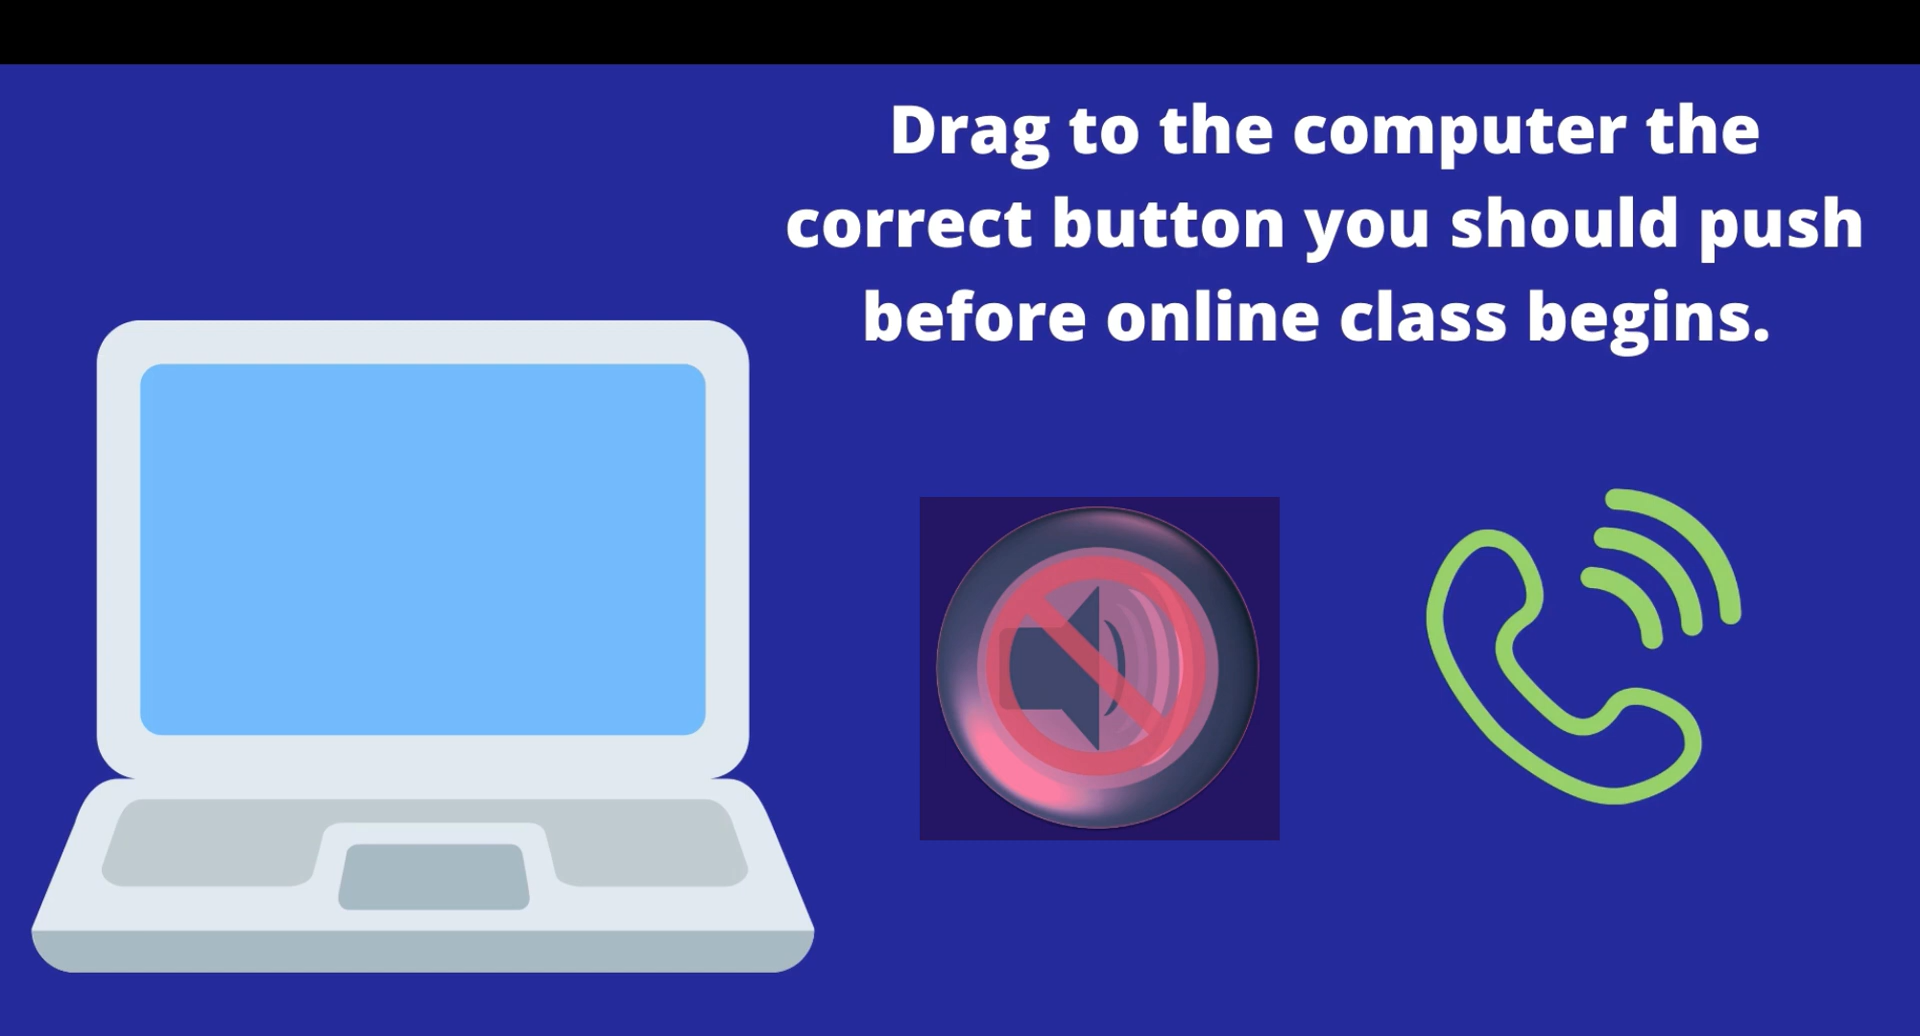 Drag to the computer the
correct button you should push
before online class begins.